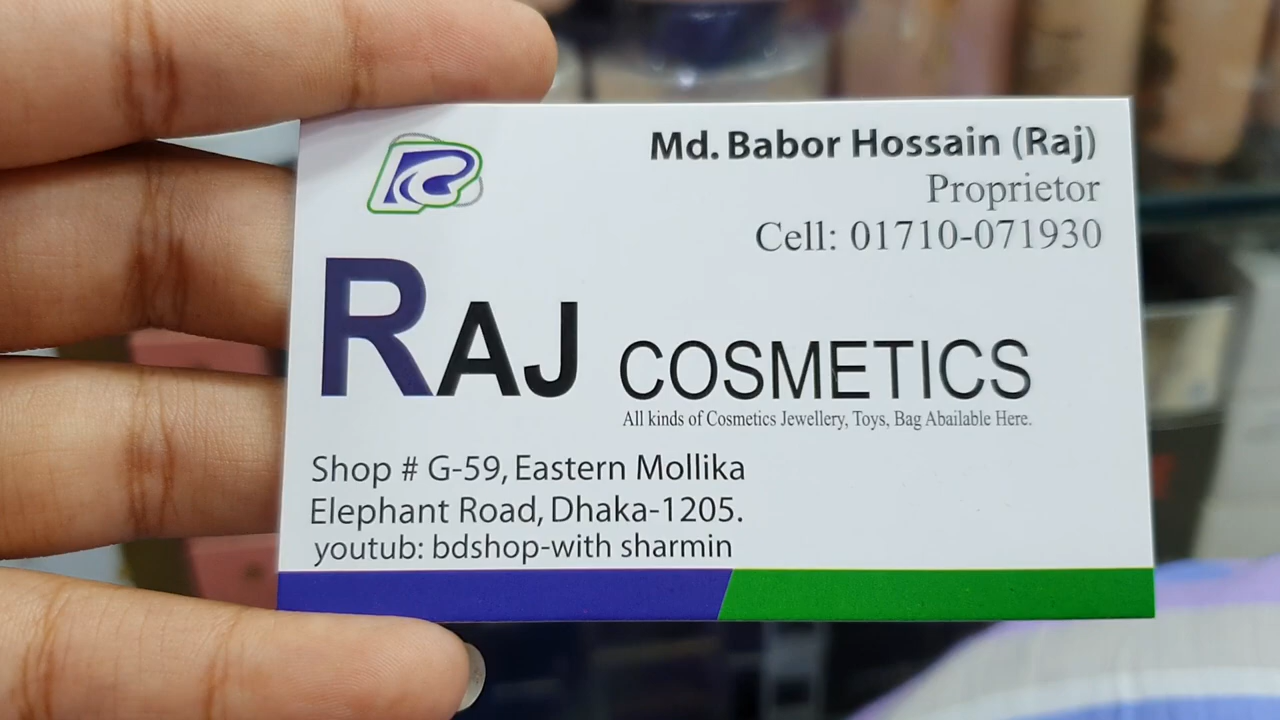 Md. Babor Hossain (Raj)
Proprietor
Cell: 01710-071930
RAJ COSMETICS
All kinds of Cosmetics Jewellery, Toys, Bag Abailable Here.
Shop # G-59, Eastern Mollika
Elephant Road, Dhaka-1205.
youtub: bdshop-with sharmin